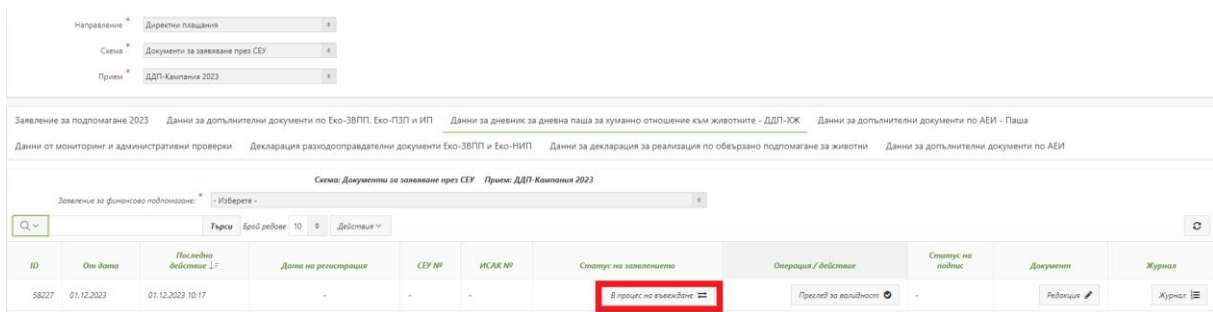 Направление * Директни плащания
Схема * Документи за заявяване през СЕУ
Прием * ДДП-Кампания 2023
Заявление за подпомагане 2023 Данни за допълнителни документи по Еко-ЗВПП, Еко-ПЗП и ИП Данни за дневник за дневна паша за хуманно отношение към животните - ДДП-ХЖ Данни за допълнителни документи по АЕИ - Паша
Данни от мониторинг и административни проверки Декларация разходооправдателни документи Еко-ЗВПП и Еко-НИП Данни за декларация за реализация по обвързано подпомагане за животни Данни за допълнителни документи по АЕИ
Схема: Документи за заявяване през СЕУ Прием: ДДП-Кампания 2023
Заявление за финансово подпомагане: * - Изберете -
Търси Брой редове 10 Действия
ID От дата Последно действие Дата на регистрация СЕУ № ИСАК № Статус на заявлението Операция / действие Статус на подпис Документ Журнал
58227 01.12.2023 01.12.2023 10:17 - - - В процес на въвеждане Преглед за валидност - Редакция Журнал